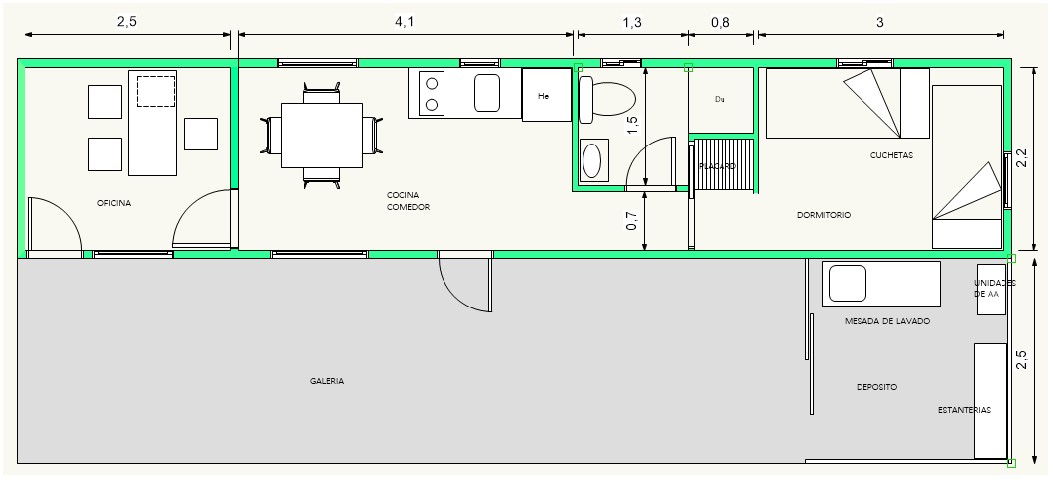 2,5
4,1
1,3
0,8
3
He
Du
1,5
PLACARD
CUCHETAS
2,2
OFICINA
COCINA
COMEDOR
0,7
DORMITORIO
UNIDADES
DE AA
MESADA DE LAVADO
2,5
GALERIA
DEPOSITO
ESTANTERIAS